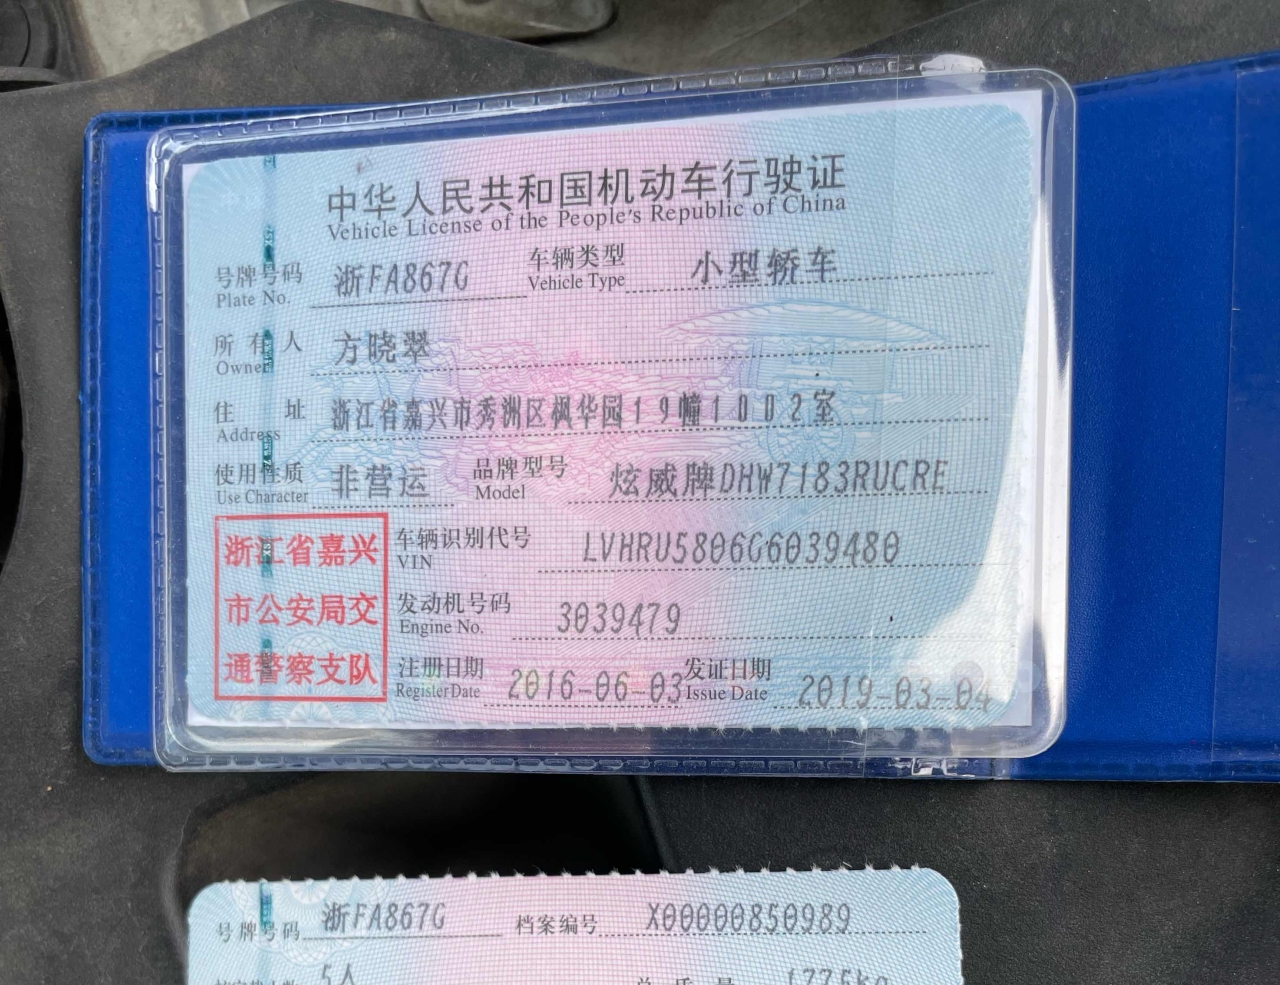 中华人民共和国机动车行驶证
Vehicle License of the People's Republic of China
号牌号码 浙FA867G 车辆类型 小型轿车
Plate No. Vehicle Type
所有人 方晓翠
Owner
住址 浙江省嘉兴市秀洲区枫华园19幢1002室
Address
使用性质 非营运 品牌型号 炫威牌DHW7183RUCRE
Use Character Model
浙江省嘉兴
市公安局交
通警察支队
车辆识别代号 LVHRU5806G6039480
VIN
发动机号码 3039479
Engine No.
注册日期 2016-06-03 发证日期 2019-03-04
Register Date Issue Date
号牌号码 浙FA867G 档案编号 X00000850989
5人 总质量 1775kg